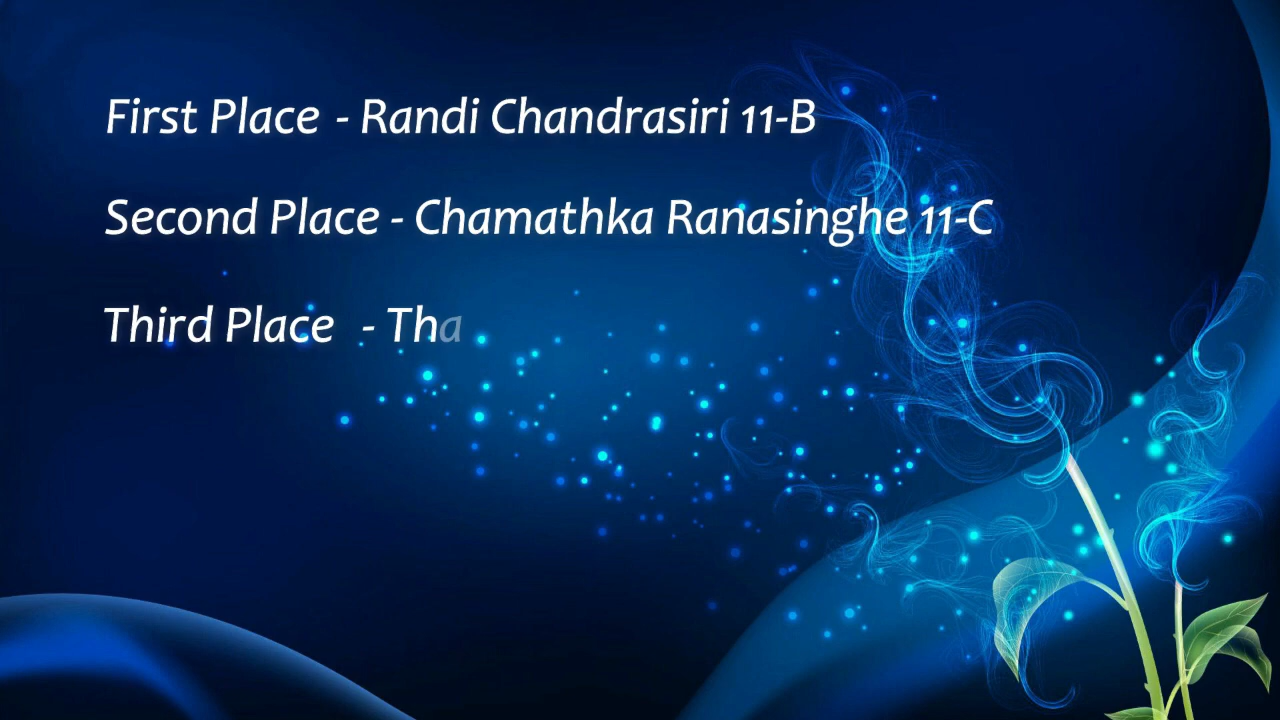 First Place - Randi Chandrasiri 11-B
Second Place - Chamathka Ranasinghe 11-C
Third Place - Tha